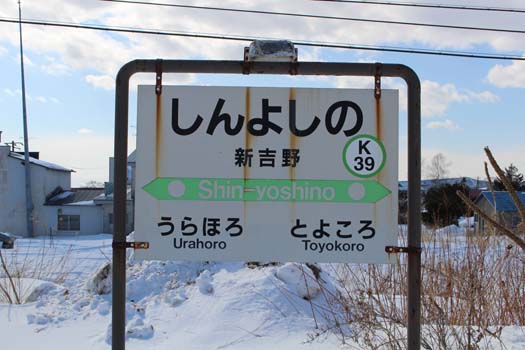 しんよしの
新吉野
K
39
Shin-yoshino
うらほろ とよころ
Urahoro Toyokoro